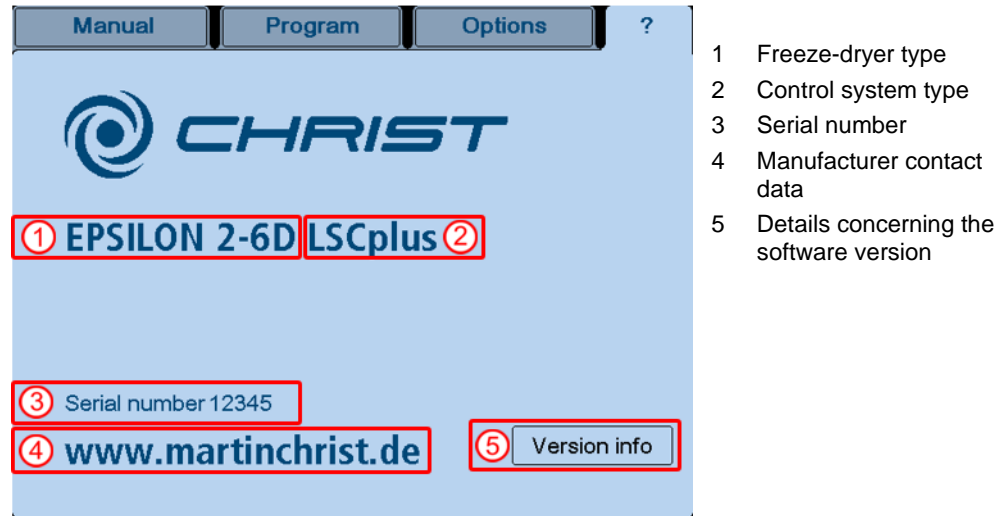 Manual Program Options ?
CHRIST
1 EPSILON 2-6D LSCplus 2
3 Serial number 12345
4 www.martinchrist.de 5 Version info
1 Freeze-dryer type
2 Control system type
3 Serial number
4 Manufacturer contact
data
5 Details concerning the
software version